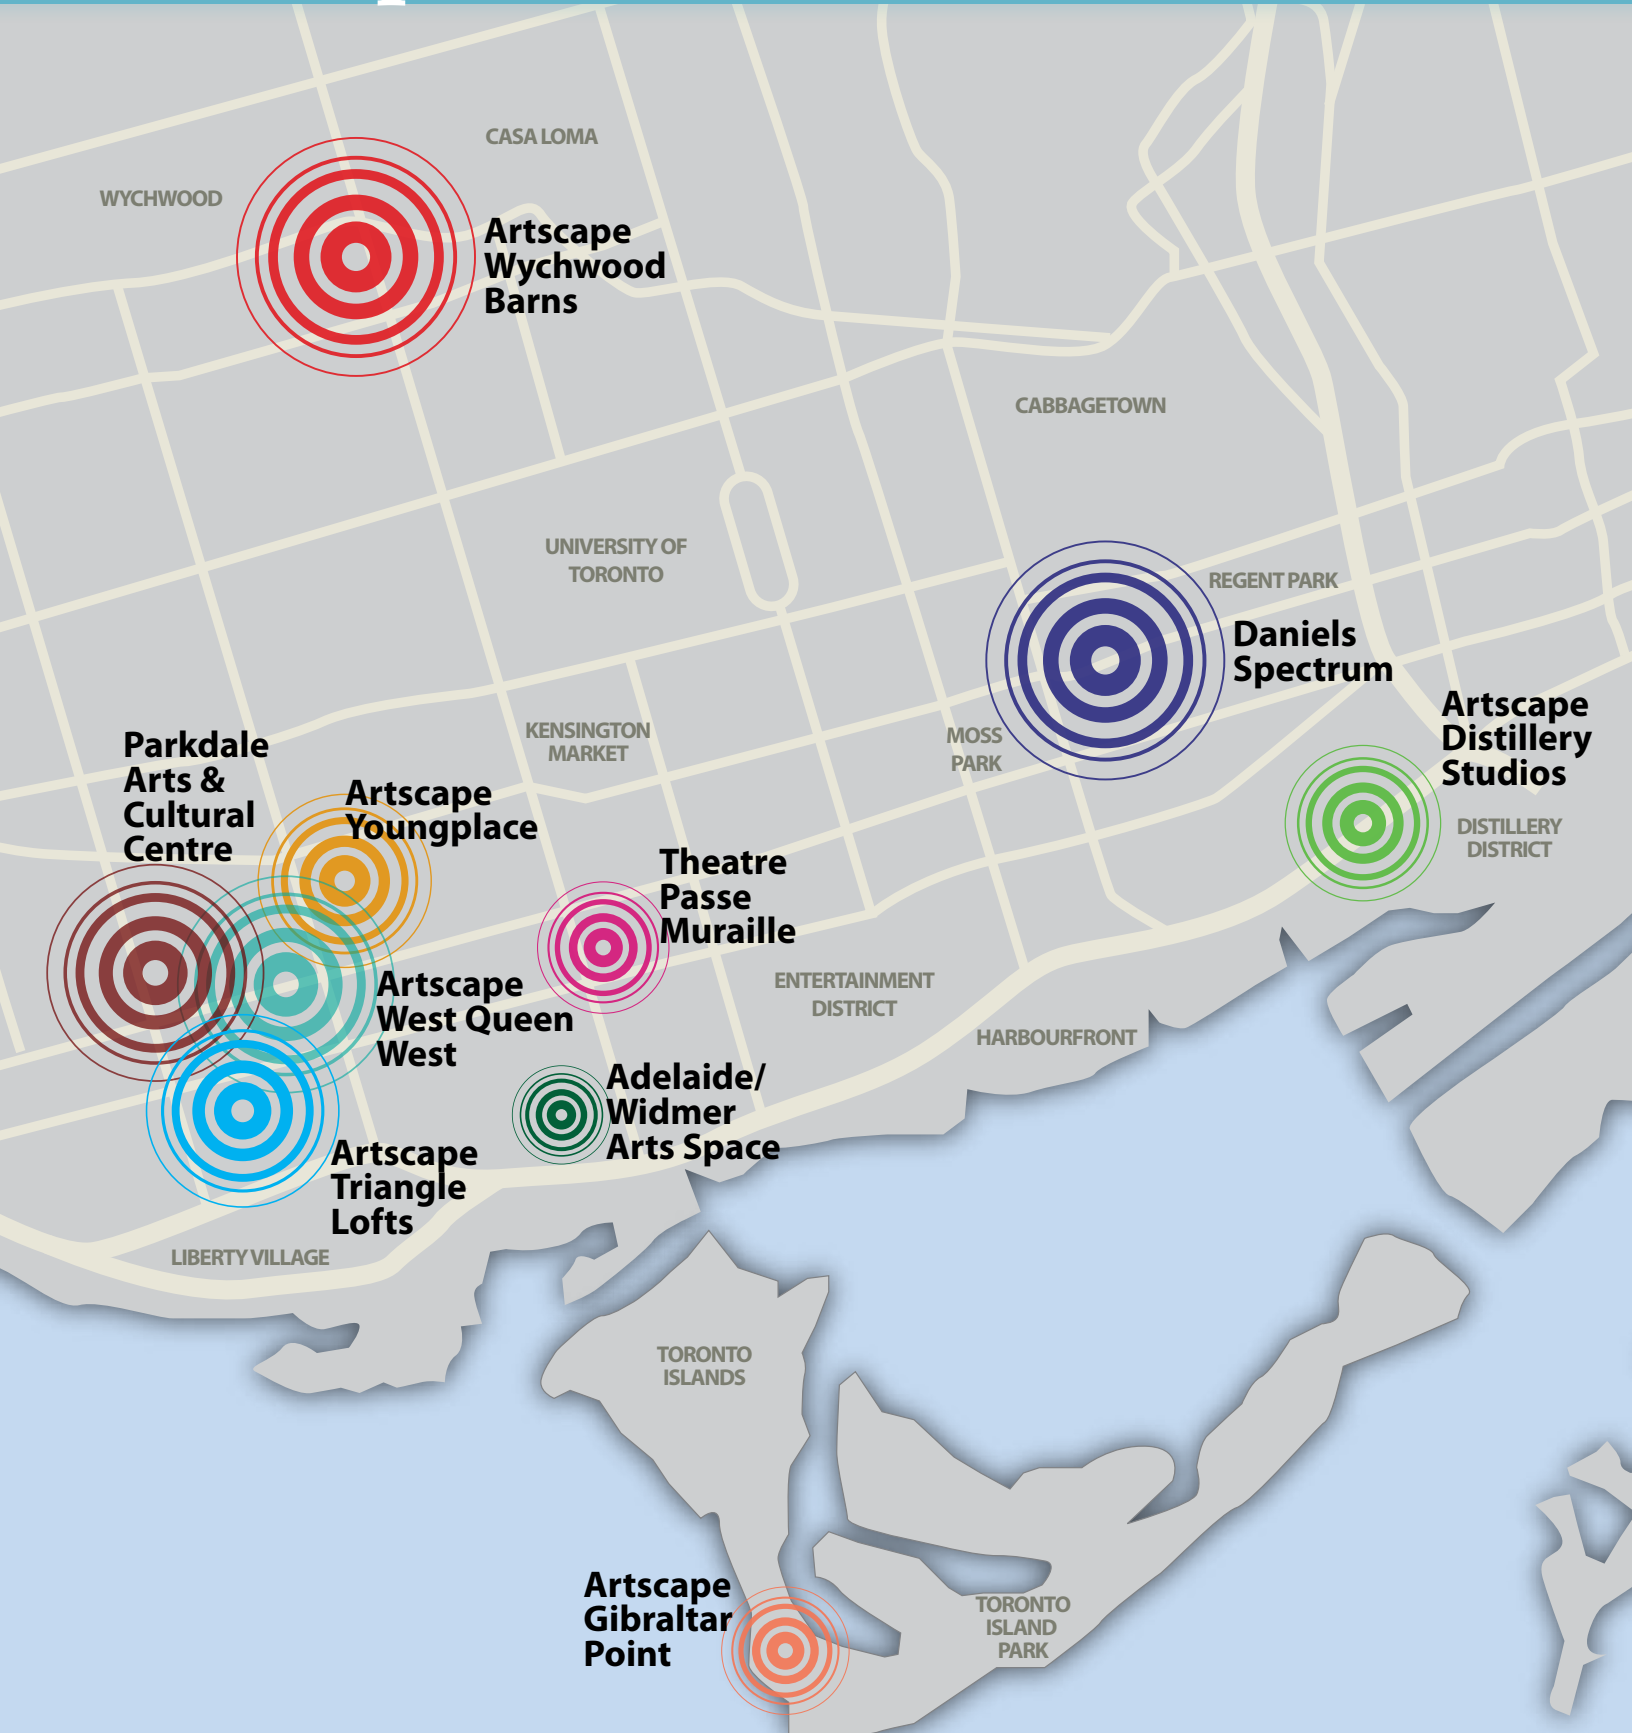 CASA LOMA
WYCHWOOD
Artscape
Wychwood
Barns
CABBAGETOWN
UNIVERSITY OF
TORONTO
REGENT PARK
Daniels
Spectrum
Artscape
Distillery
Studios
KENSINGTON
MARKET
MOSS
PARK
Parkdale
Arts &
Cultural
Centre
Artscape
Youngplace
DISTILLERY
DISTRICT
Theatre
Passe
Muraille
Artscape
West Queen
West
ENTERTAINMENT
DISTRICT
HARBOURFRONT
Adelaide/
Widmer
Arts Space
Artscape
Triangle
Lofts
LIBERTY VILLAGE
TORONTO
ISLANDS
Artscape
Gibraltar
Point
TORONTO
ISLAND
PARK